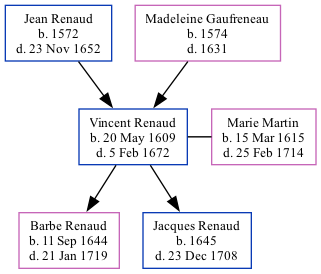 Jean Renaud
b. 1572
d. 23 Nov 1652
Madeleine Gaufreneau
b. 1574
d. 1631
Vincent Renaud
b. 20 May 1609
d. 5 Feb 1672
Marie Martin
b. 15 Mar 1615
d. 25 Feb 1714
Barbe Renaud
b. 11 Sep 1644
d. 21 Jan 1719
Jacques Renaud
b. 1645
d. 23 Dec 1708